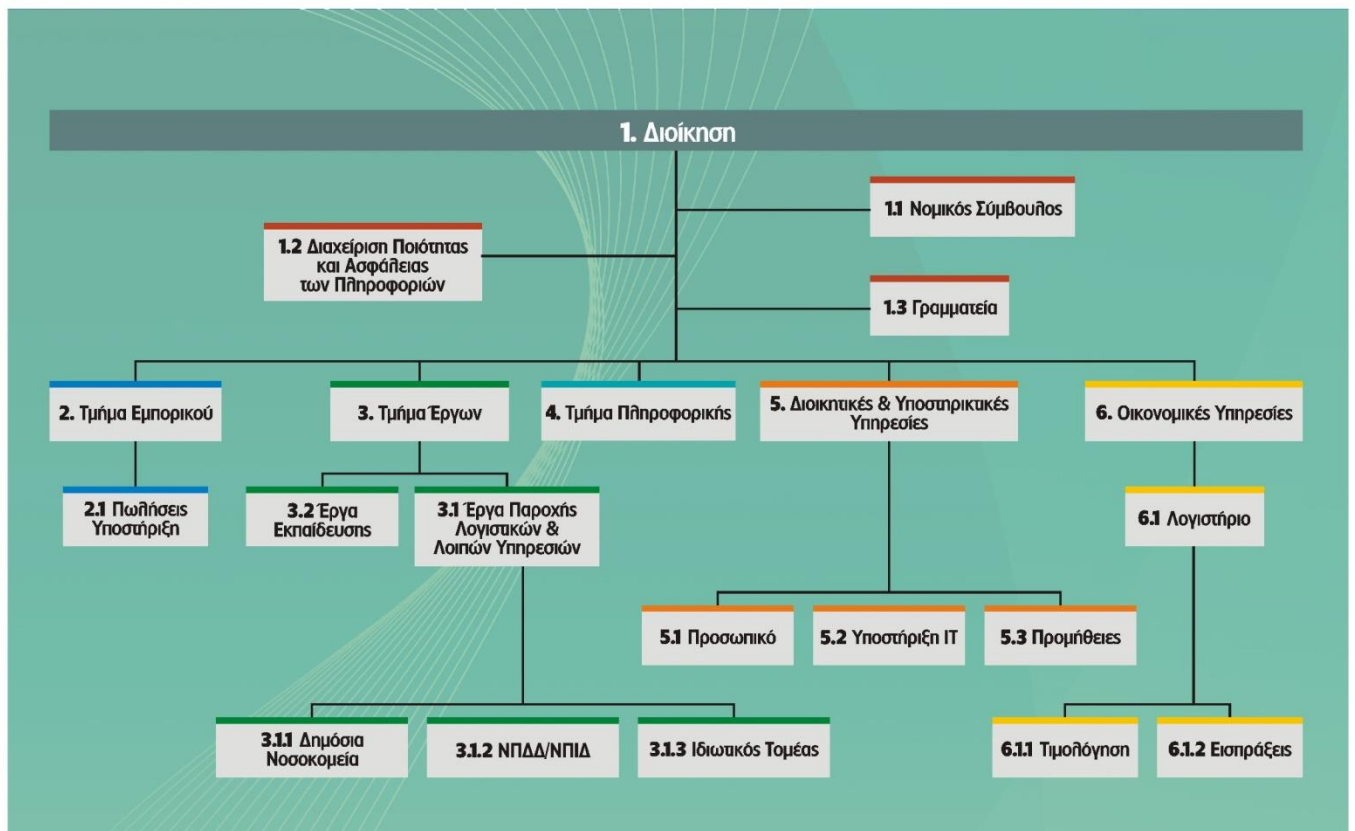 1. Διοίκηση
1.1 Νομικός Σύμβουλος
1.2 Διαχείριση Ποιότητας
και Ασφάλειας
των Πληροφοριών
1.3 Γραμματεία
2. Τμήμα Εμπορικού
3. Τμήμα Έργων
4. Τμήμα Πληροφορικής
5. Διοικητικές & Υποστηρικτικές
Υπηρεσίες
6. Οικονομικές Υπηρεσίες
2.1 Πωλήσεις
Υποστήριξη
3.2 Έργα
Εκπαίδευσης
3.1 Έργα Παροχής
Λογιστικών &
Λοιπών Υπηρεσιών
6.1 Λογιστήριο
5.1 Προσωπικό
5.2 Υποστήριξη IT
5.3 Προμήθειες
3.1.1 Δημόσια
Νοσοκομεία
3.1.2 ΝΠΔΔ/ΝΠΙΔ
3.1.3 Ιδιωτικός Τομέας
6.1.1 Τιμολόγηση
6.1.2 Εισπράξεις